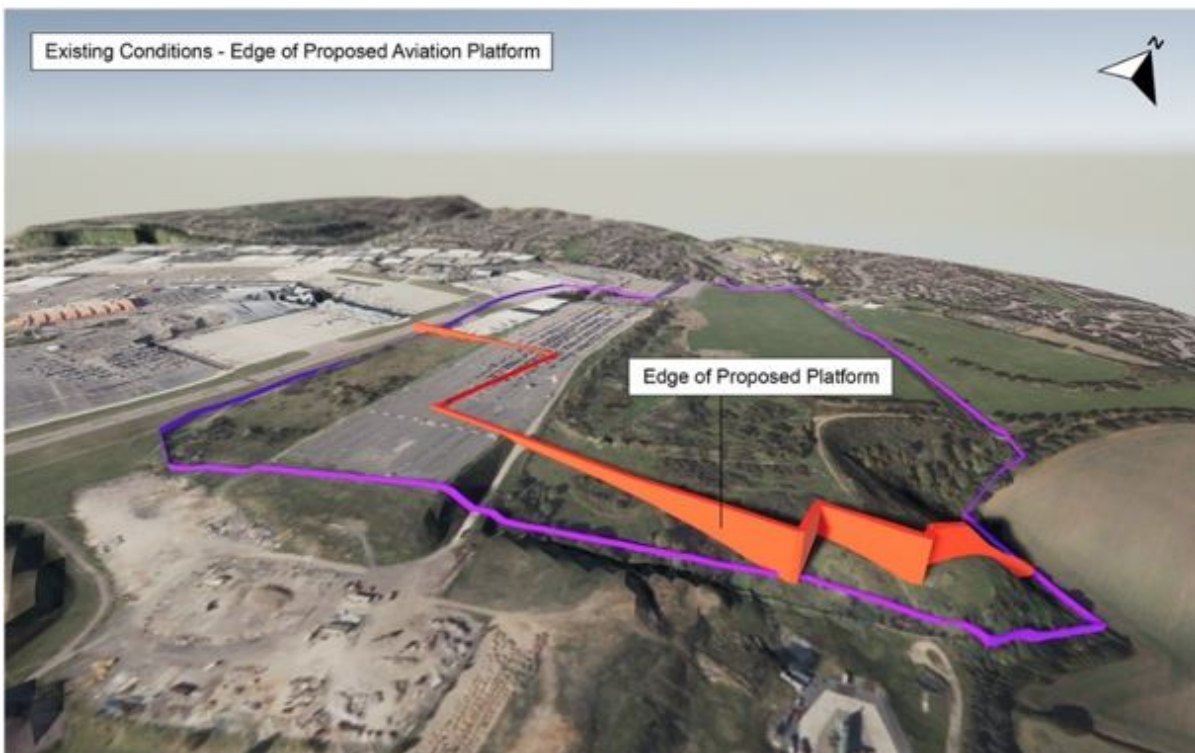 Existing Conditions - Edge of Proposed Aviation Platform
N
Edge of Proposed Platform